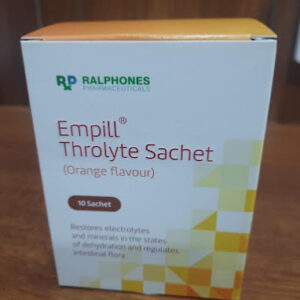 RALPHONES
PHARMACEUTICALS
Empill®
Throlyte Sachet
(Orange flavour)
10 Sachet
Restores electrolytes
and minerals in the states
of dehydration and regulates
intestinal flora